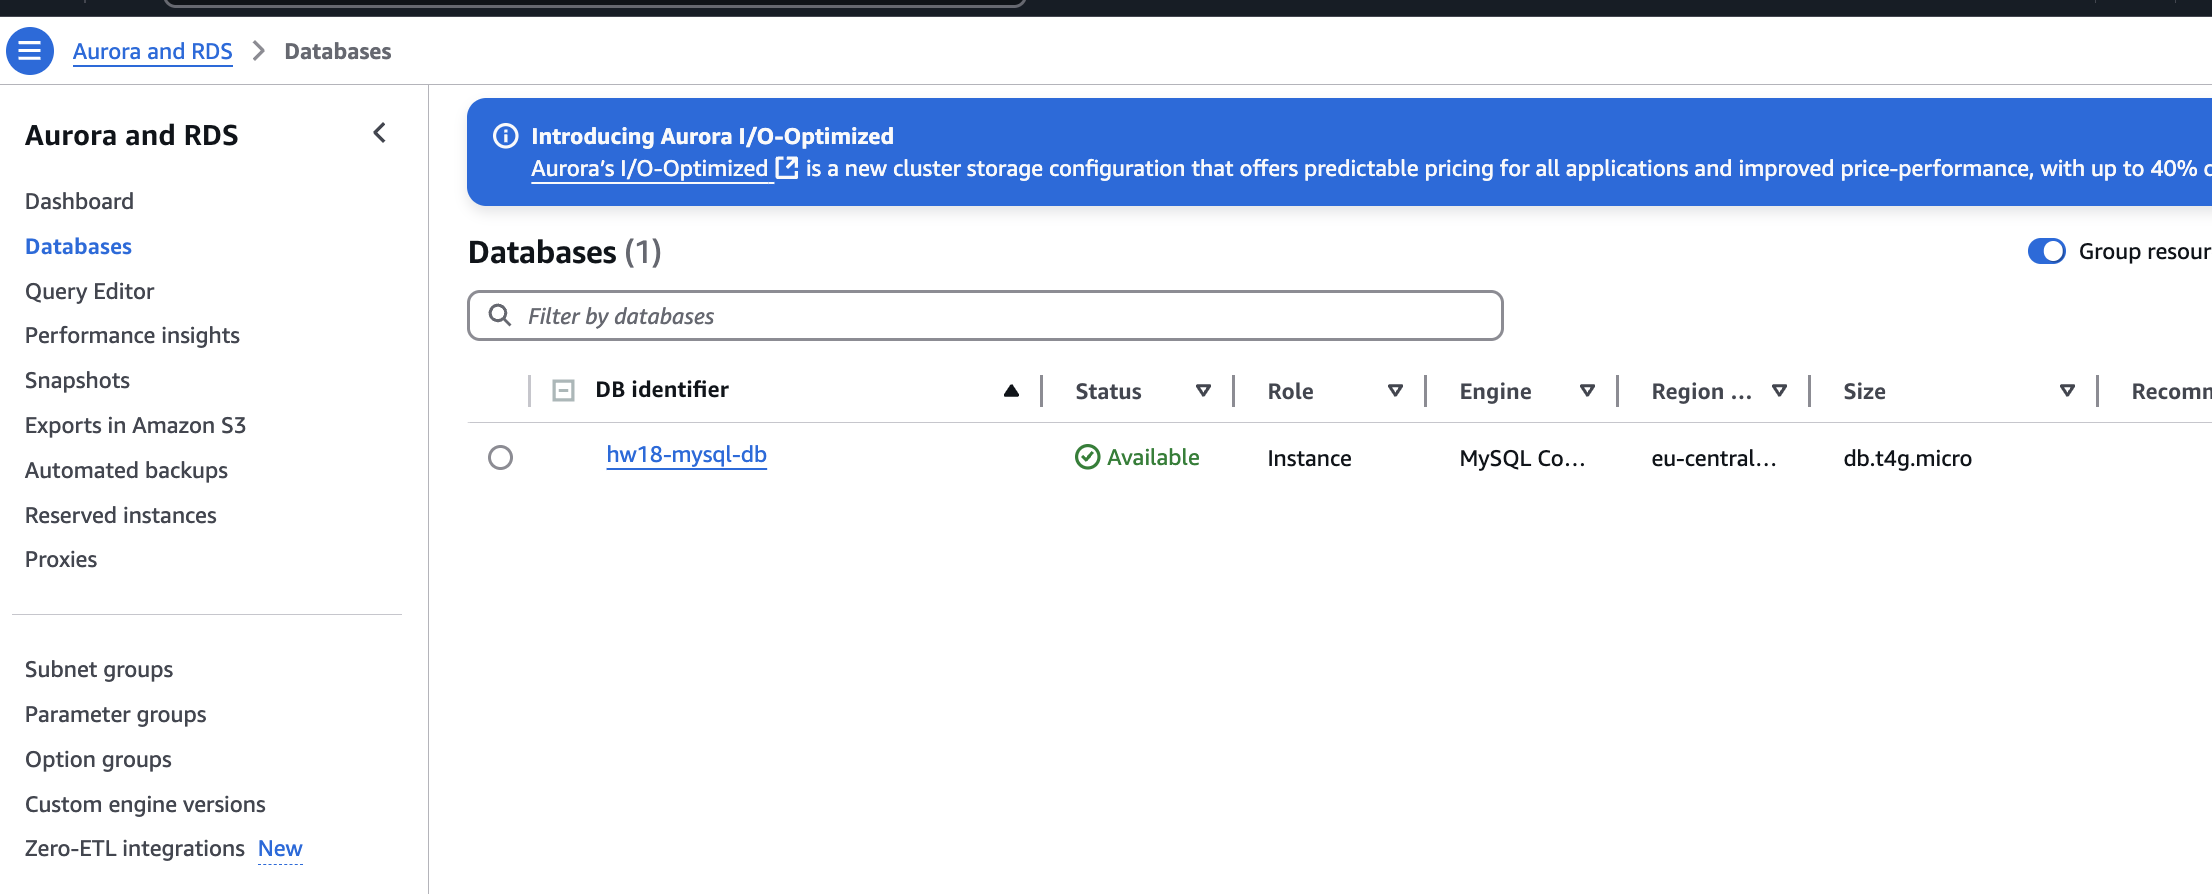 Aurora and RDS > Databases
Aurora and RDS
Dashboard
Databases
Query Editor
Performance insights
Snapshots
Exports in Amazon S3
Automated backups
Reserved instances
Proxies
Subnet groups
Parameter groups
Option groups
Custom engine versions
Zero-ETL integrations New
Introducing Aurora I/O-Optimized
Aurora's I/O-Optimized is a new cluster storage configuration that offers predictable pricing for all applications and improved price-performance, with up to 40%
Databases (1)
Group
Filter by databases
DB identifier Status Role Engine Region ... Size
hw18-mysql-db Available Instance MySQL Co... eu-central... db.t4g.micro